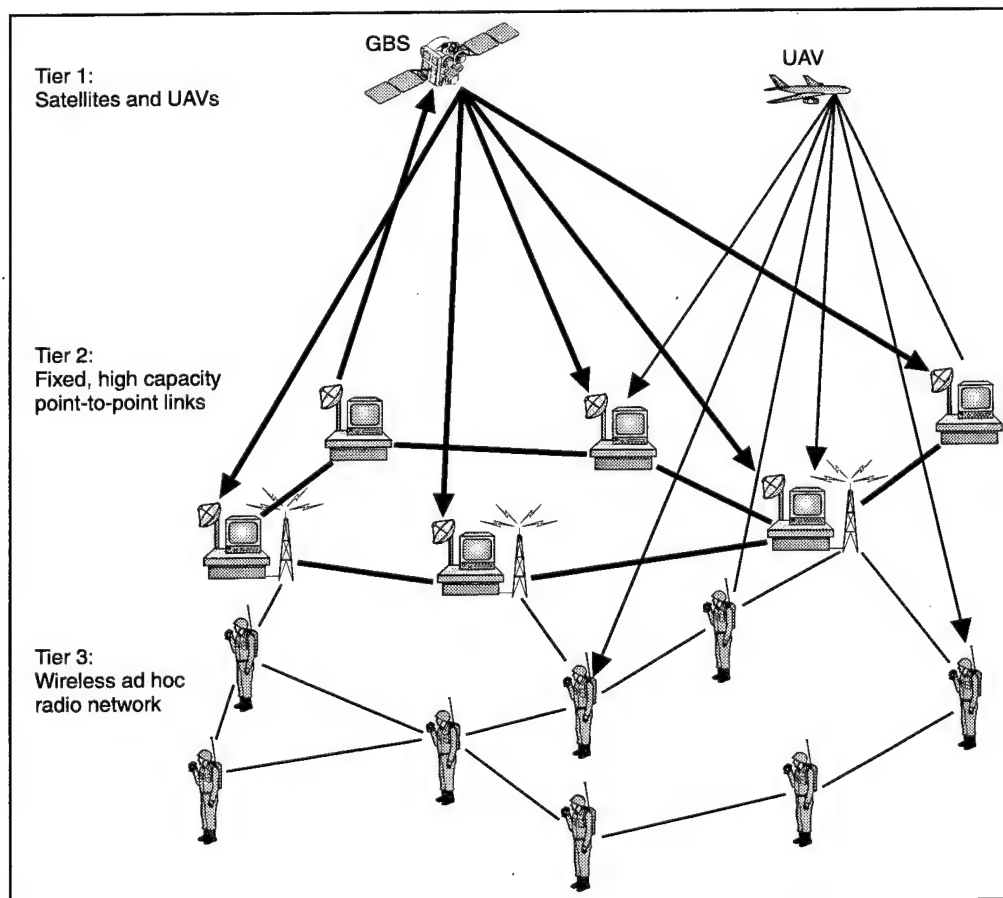 GBS
UAV
Tier 1:
Satellites and UAVs
Tier 2:
Fixed, high capacity
point-to-point links
Tier 3:
Wireless ad hoc
radio network